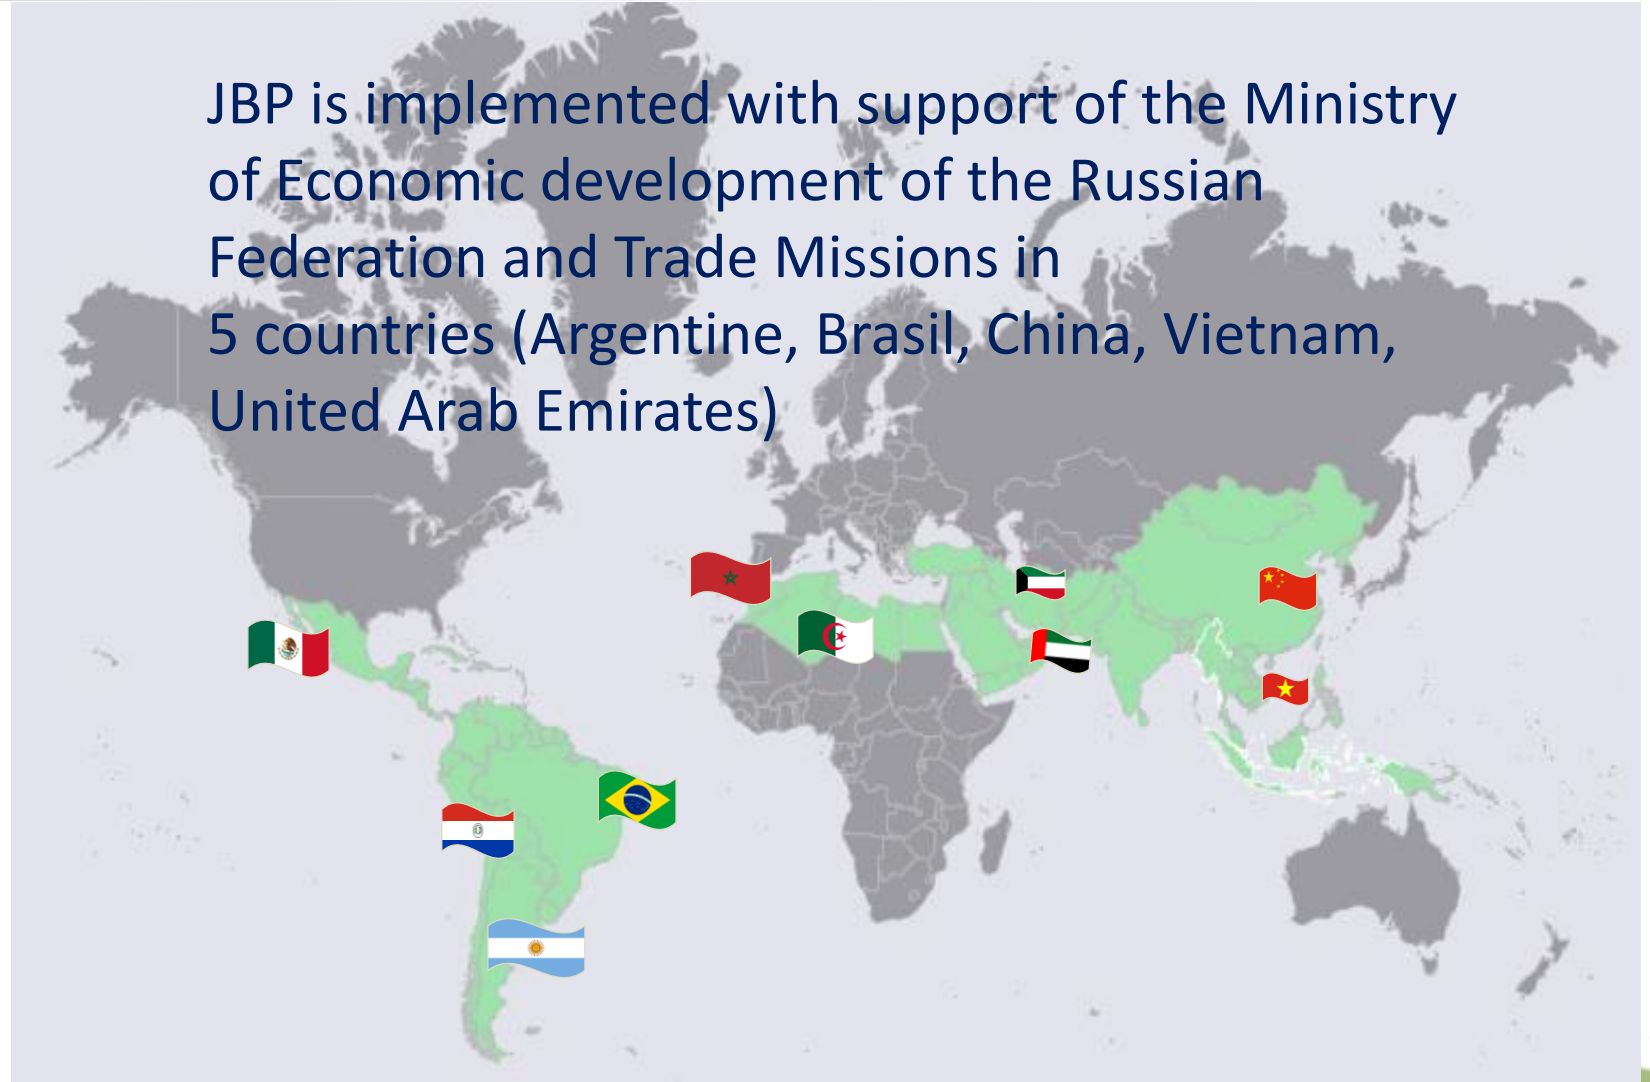 JBP is implemented with support of the Ministry
of Economic development of the Russian
Federation and Trade Missions in
5 countries (Argentine, Brasil, China, Vietnam,
United Arab Emirates)